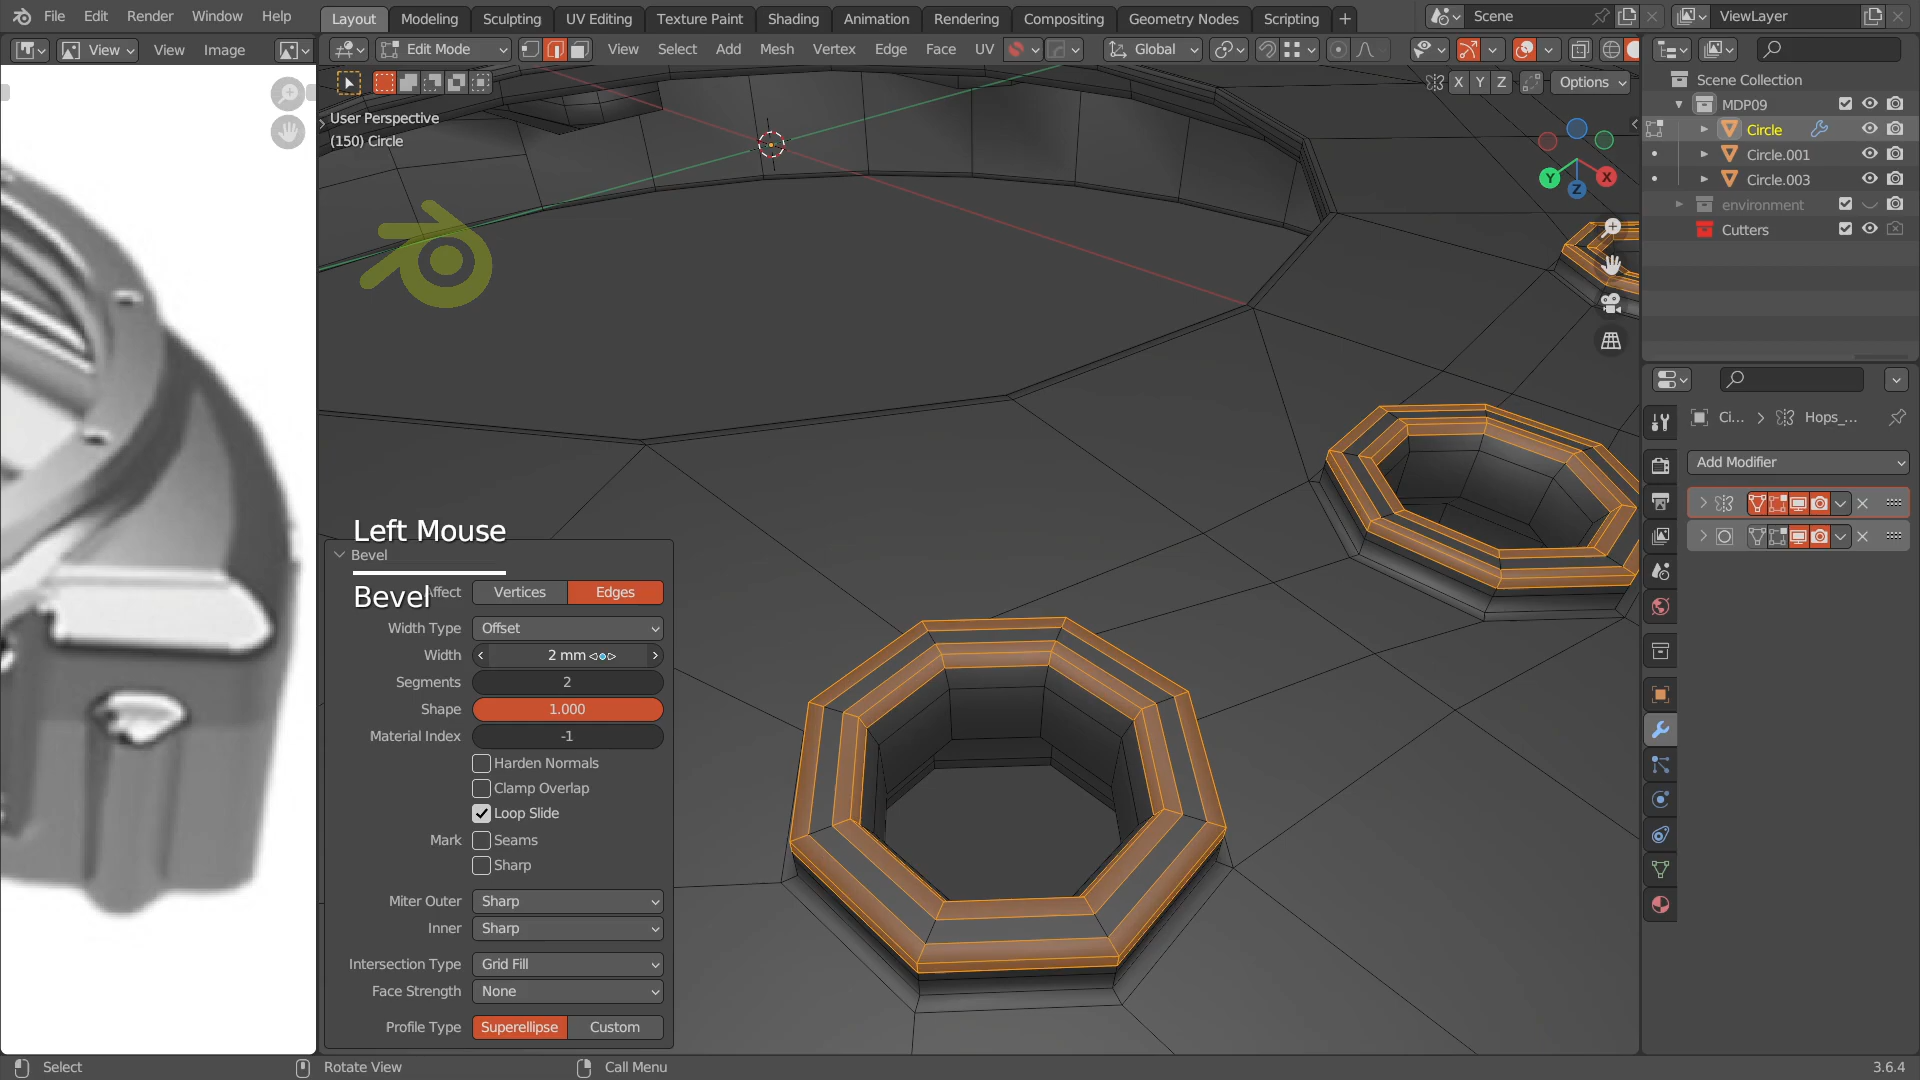 File Edit Render Window Help
Layout Modeling Sculpting UV Editing Texture Paint Shading Animation Rendering Compositing Geometry Nodes Scripting +
Scene
ViewLayer
View View Image
Edit Mode View Select Add Mesh Vertex Edge Face UV
Global
X Y Z Options
User Perspective
(150) Circle
Scene Collection
MDP09
Circle
Circle.001
Circle.003
environment
Cutters
Y
X
Z
Ci... > Hops_...
Add Modifier
Left Mouse
Bevel
Bevel
Affect Vertices Edges
Width Type Offset
Width 2 mm
Segments 2
Shape 1.000
Material Index -1
Harden Normals
Clamp Overlap
Loop Slide
Mark Seams
Sharp
Miter Outer Sharp
Inner Sharp
Intersection Type Grid Fill
Face Strength None
Profile Type Superellipse Custom
Select
Rotate View
Call Menu
3.6.4